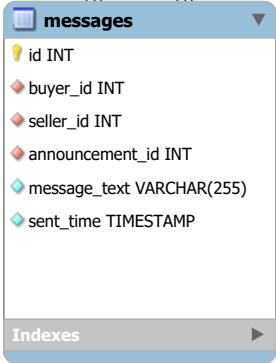 messages
id INT
buyer_id INT
seller_id INT
announcement_id INT
message_text VARCHAR(255)
sent_time TIMESTAMP
Indexes